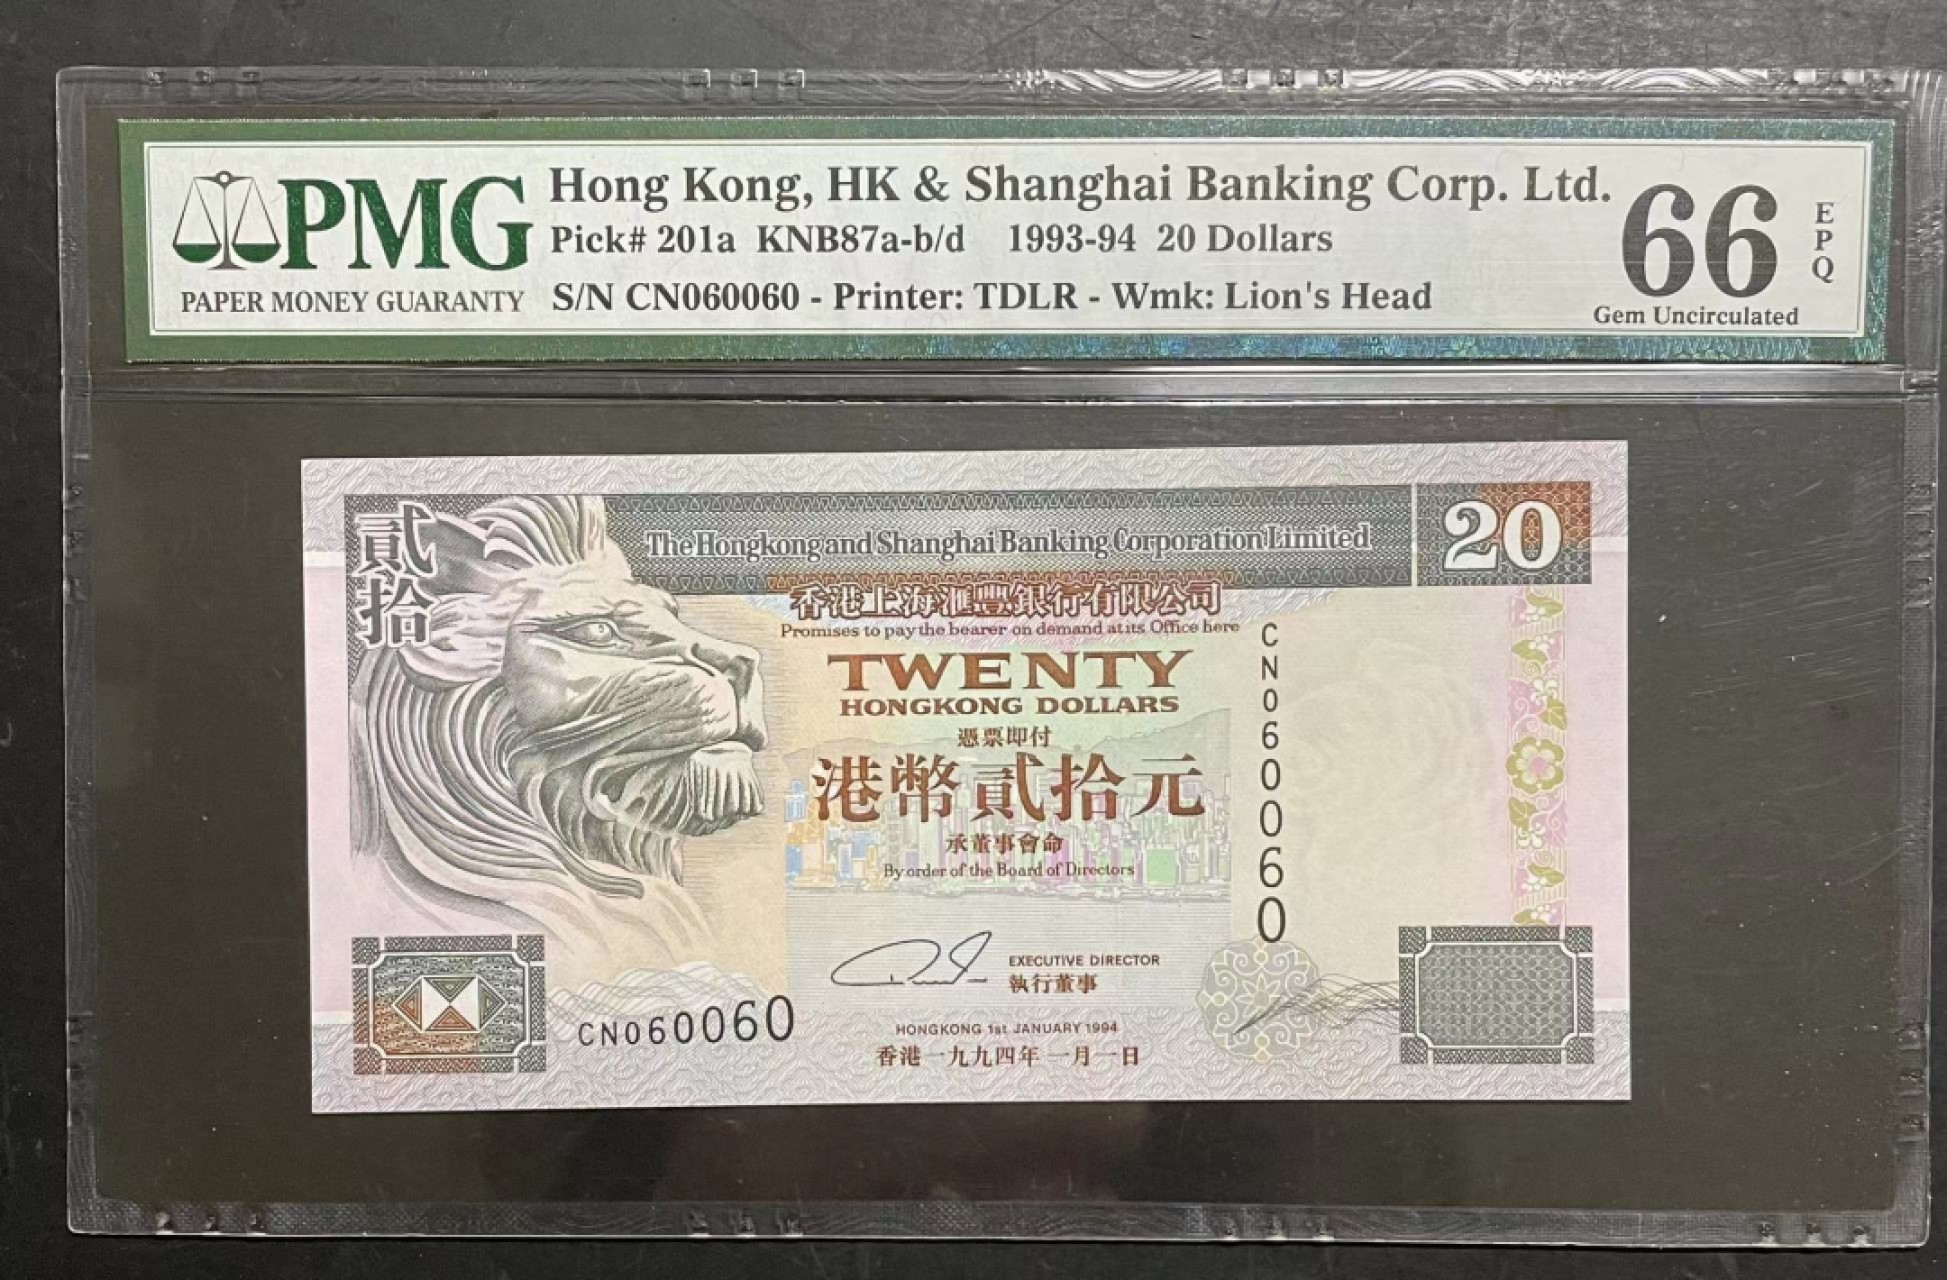 PMG
PAPER MONEY GUARANTY
Hong Kong, HK & Shanghai Banking Corp. Ltd.
Pick# 201a KNB87a-b/d 1993-94 20 Dollars
S/N CN060060 - Printer: TDLR - Wmk: Lion's Head
66
EPQ
Gem Uncirculated
貳拾
The Hongkong and Shanghai Banking Corporation Limited
20
香港上海滙豐銀行有限公司
Promises to pay the bearer on demand at its Office here
TWENTY
HONGKONG DOLLARS
憑票即付
港幣貳拾元
承董事會命
By order of the Board of Directors
CN060060
EXECUTIVE DIRECTOR
執行董事
CN060060
HONGKONG 1st JANUARY 1994
香港一九九四年一月一日